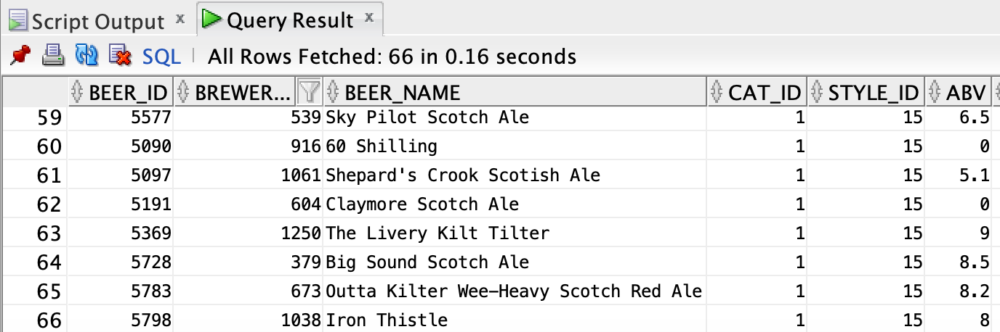 Script Output x Query Result x
SQL All Rows Fetched: 66 in 0.16 seconds
BEER_ID BREWER... BEER_NAME CAT_ID STYLE_ID ABV
59 5577 539 Sky Pilot Scotch Ale 1 15 6.5
60 5090 916 60 Shilling 1 15 0
61 5097 1061 Shepard's Crook Scotish Ale 1 15 5.1
62 5191 604 Claymore Scotch Ale 1 15 0
63 5369 1250 The Livery Kilt Tilter 1 15 9
64 5728 379 Big Sound Scotch Ale 1 15 8.5
65 5783 673 Outta Kilter Wee-Heavy Scotch Red Ale 1 15 8.2
66 5798 1038 Iron Thistle 1 15 8